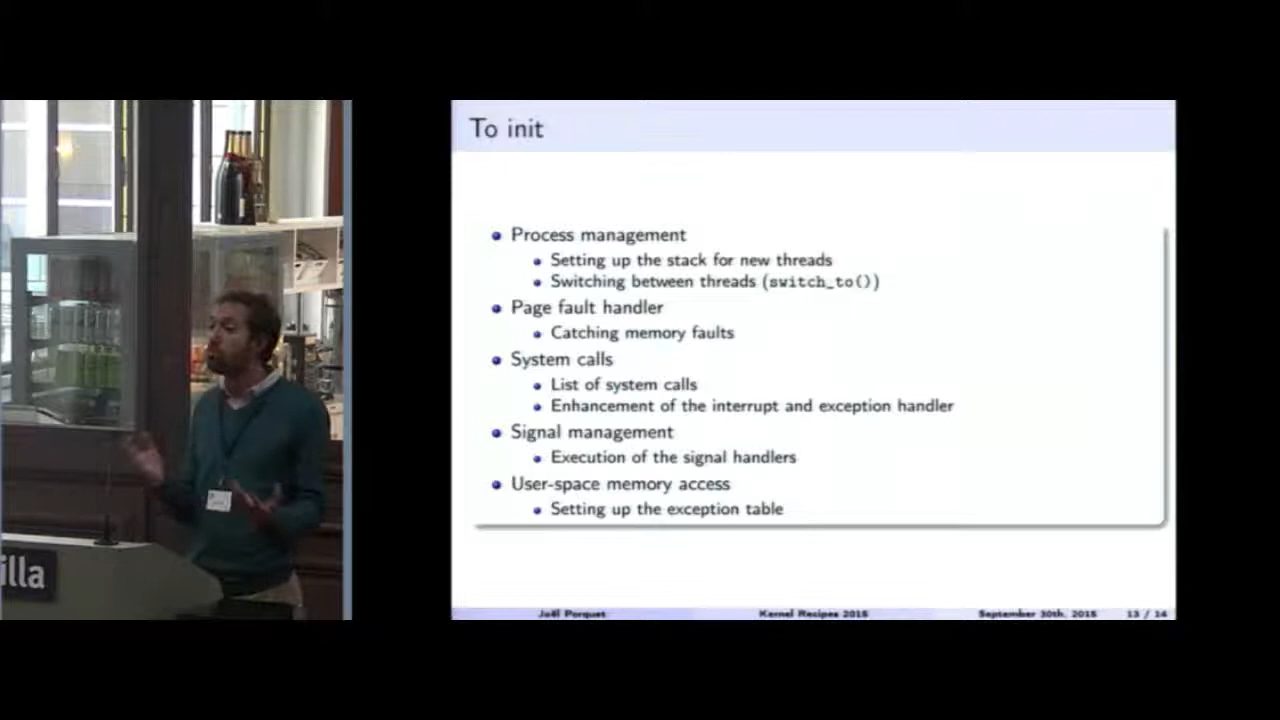 To init
Process management
Setting up the stack for new threads
Switching between threads (switch_to())
Page fault handler
Catching memory faults
System calls
List of system calls
Enhancement of the interrupt and exception handler
Signal management
Execution of the signal handlers
User-space memory access
Setting up the exception table
illa
Joël Porquet
Kernel Recipes 2015
September 30th, 2015
13 / 14